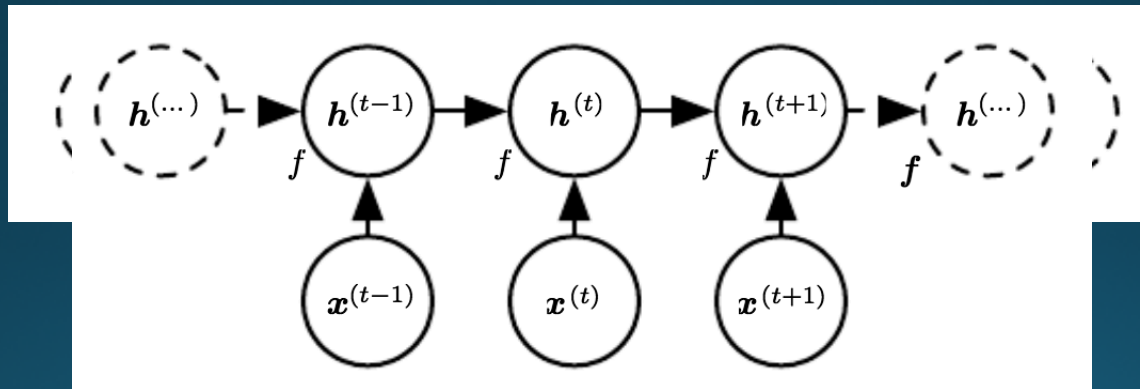 h^(...) h^(t−1) h^(t) h^(t+1) h^(...)
f f f f
x^(t−1) x^(t) x^(t+1)